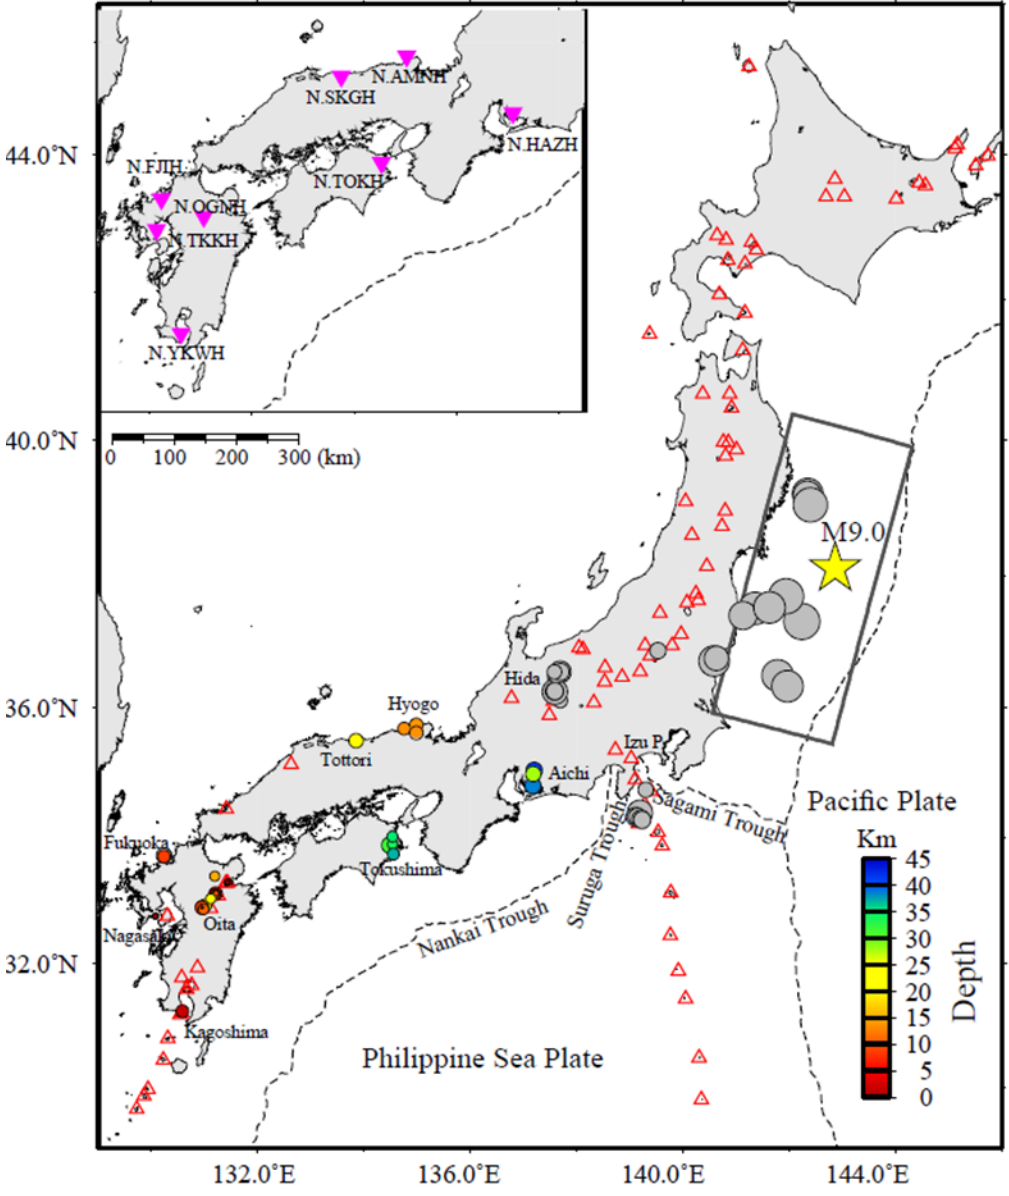 N.AMNH
N.SKGH
N.HAZH
N.FJIH
N.TOKH
N.OGNH
N.TKKH
N.YKWH
44.0°N
40.0°N
36.0°N
32.0°N
0 100 200 300 (km)
M9.0
Hida
Hyogo
Tottori
Izu P.
Aichi
Sagami Trough
Pacific Plate
Fukuoka
Tokushima
Suruga Trough
Oita
Nagasaki
Nankai Trough
Kagoshima
Philippine Sea Plate
Km
45
40
35
30
25
20
15
10
5
0
Depth
132.0°E 136.0°E 140.0°E 144.0°E